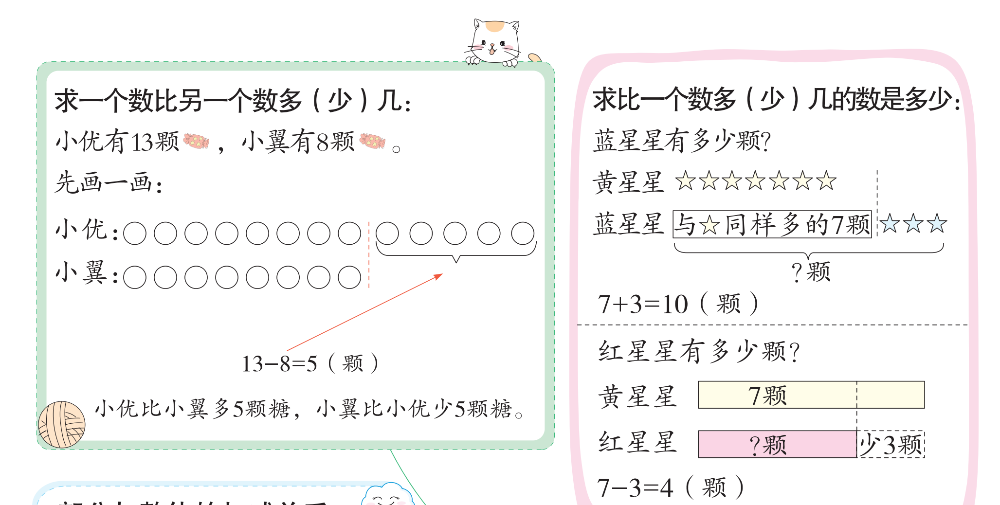 求一个数比另一个数多（少）几：
小优有13颗，小翼有8颗。
先画一画：
小优：
小翼：
13−8=5（颗）
小优比小翼多5颗糖，小翼比小优少5颗糖。
求比一个数多（少）几的数是多少：
蓝星星有多少颗?
黄星星
蓝星星 与☆同样多的7颗
?颗
7+3=10（颗）
红星星有多少颗?
黄星星 7颗
红星星 ?颗 少3颗
7−3=4（颗）